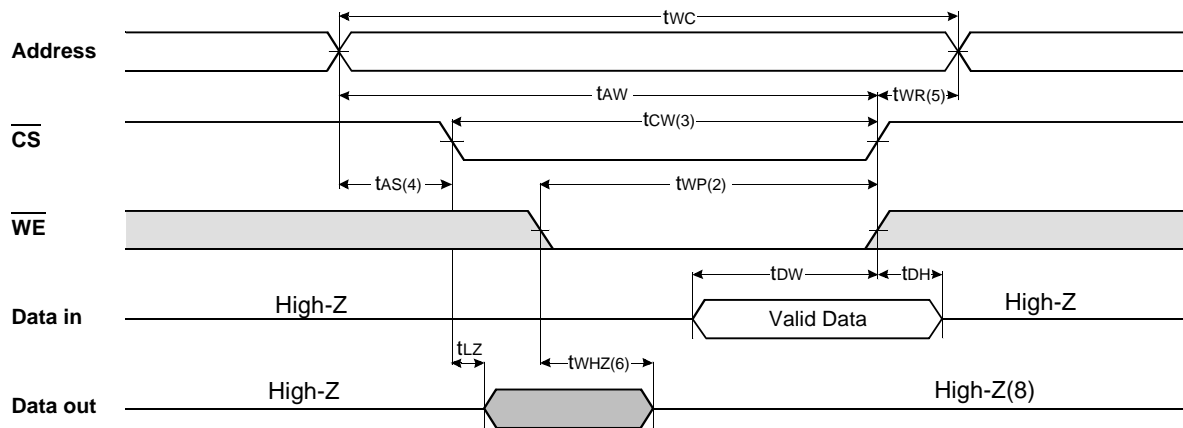 tWC
Address
tAW
tWR(5)
tCW(3)
CS
tAS(4)
tWP(2)
WE
tDW
tDH
High-Z
High-Z
Data in
Valid Data
tLZ
tWHZ(6)
High-Z
High-Z(8)
Data out